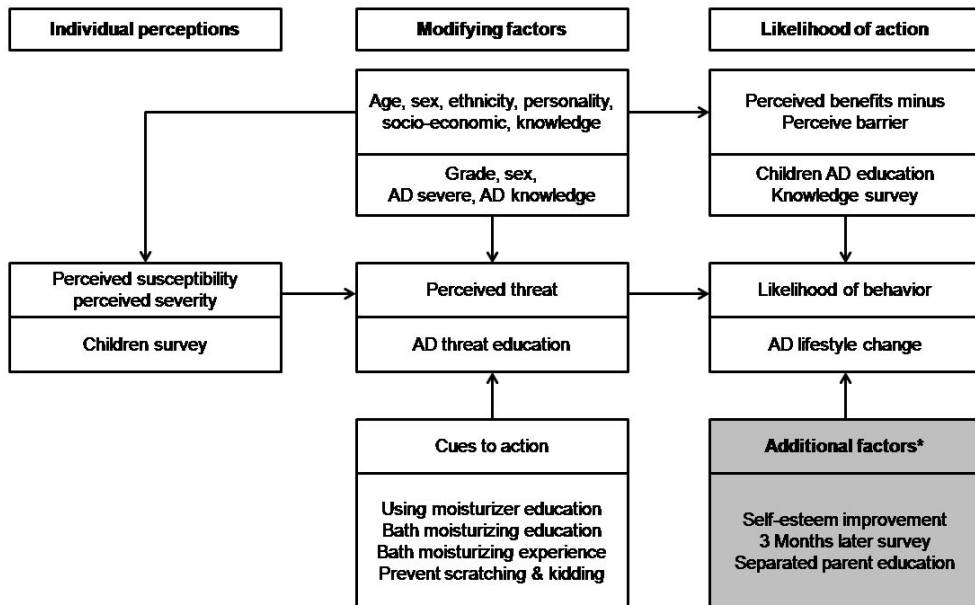 Individual perceptions
Modifying factors
Likelihood of action
Age, sex, ethnicity, personality,
socio-economic, knowledge
Perceived benefits minus
Perceive barrier
Grade, sex,
AD severe, AD knowledge
Children AD education
Knowledge survey
Perceived susceptibility
perceived severity
Perceived threat
Likelihood of behavior
Children survey
AD threat education
AD lifestyle change
Cues to action
Additional factors*
Using moisturizer education
Bath moisturizing education
Bath moisturizing experience
Prevent scratching & kidding
Self-esteem improvement
3 Months later survey
Separated parent education